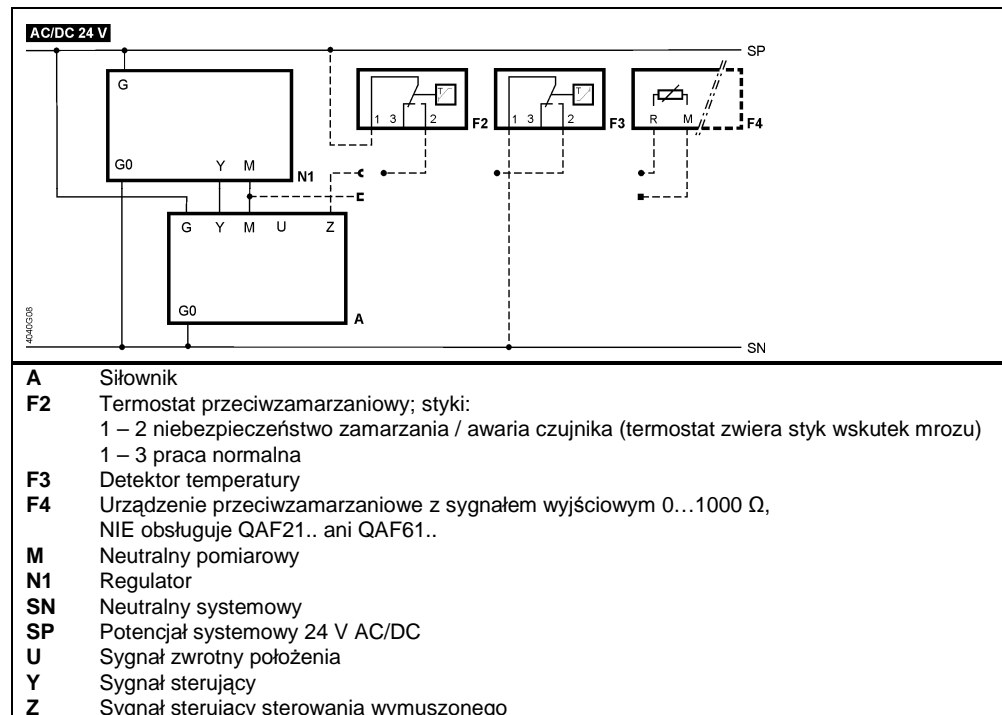 AC/DC 24 V
SP
G
T
T
1 3 2 F2
1 3 2 F3
R M F4
G0 Y M N1
G Y M U Z
G0 A
4040G08
SN
A Siłownik
F2 Termostat przeciwzamarzaniowy; styki:
1 – 2 niebezpieczeństwo zamarzania / awaria czujnika (termostat zwiera styk wskutek mrozu)
1 – 3 praca normalna
F3 Detektor temperatury
F4 Urządzenie przeciwzamarzaniowe z sygnałem wyjściowym 0…1000 Ω,
NIE obsługuje QAF21.. ani QAF61..
M Neutralny pomiarowy
N1 Regulator
SN Neutralny systemowy
SP Potencjał systemowy 24 V AC/DC
U Sygnał zwrotny położenia
Y Sygnał sterujący
Z Sygnał sterujący sterowania wymuszonego